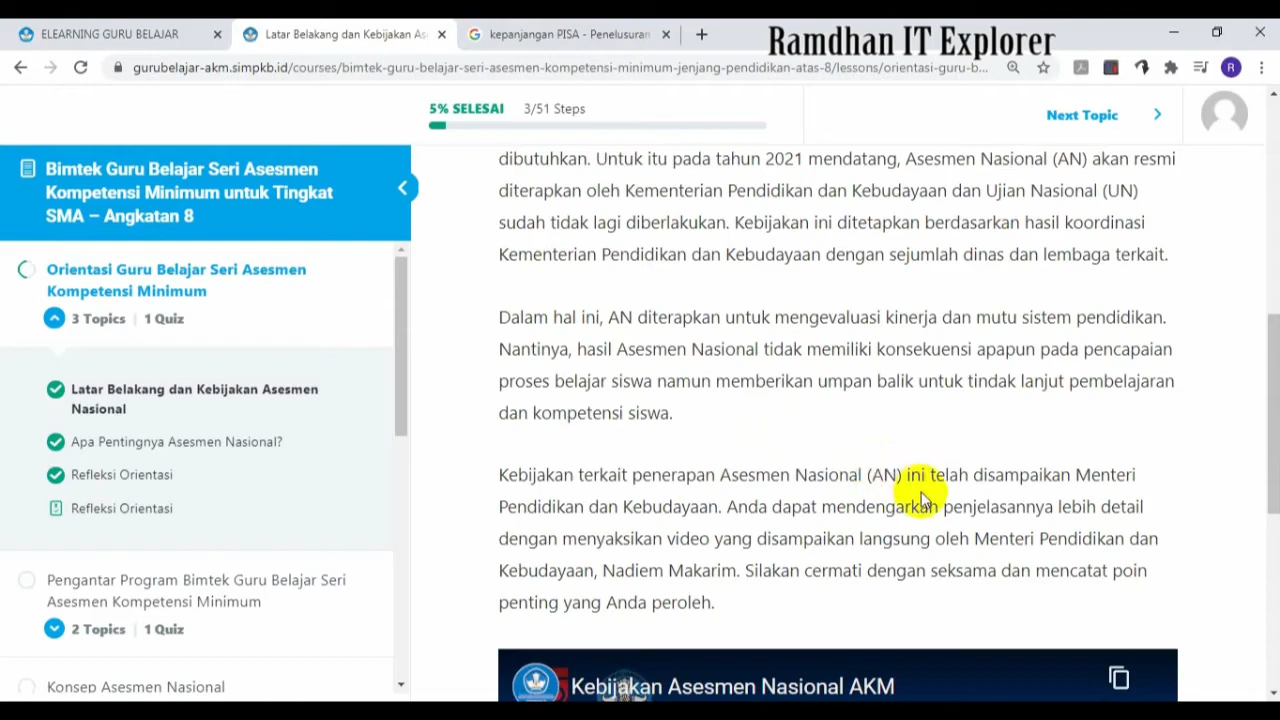 ELEARNING GURU BELAJAR
Latar Belakang dan Kebijakan As
kepanjangan PISA - Penelusuran
Ramdhan IT Explorer
gurubelajar-akm.simpkb.id/courses/bimtek-guru-belajar-seri-asesmen-kompetensi-minimum-jenjang-pendidikan-atas-8/lessons/orientasi-guru-b...
R
5% SELESAI 3/51 Steps
Next Topic
Bimtek Guru Belajar Seri Asesmen
Kompetensi Minimum untuk Tingkat
SMA – Angkatan 8
Orientasi Guru Belajar Seri Asesmen
Kompetensi Minimum
3 Topics | 1 Quiz
Latar Belakang dan Kebijakan Asesmen
Nasional
Apa Pentingnya Asesmen Nasional?
Refleksi Orientasi
Refleksi Orientasi
Pengantar Program Bimtek Guru Belajar Seri
Asesmen Kompetensi Minimum
2 Topics | 1 Quiz
Konsep Asesmen Nasional
dibutuhkan. Untuk itu pada tahun 2021 mendatang, Asesmen Nasional (AN) akan resmi
diterapkan oleh Kementerian Pendidikan dan Kebudayaan dan Ujian Nasional (UN)
sudah tidak lagi diberlakukan. Kebijakan ini ditetapkan berdasarkan hasil koordinasi
Kementerian Pendidikan dan Kebudayaan dengan sejumlah dinas dan lembaga terkait.
Dalam hal ini, AN diterapkan untuk mengevaluasi kinerja dan mutu sistem pendidikan.
Nantinya, hasil Asesmen Nasional tidak memiliki konsekuensi apapun pada pencapaian
proses belajar siswa namun memberikan umpan balik untuk tindak lanjut pembelajaran
dan kompetensi siswa.
Kebijakan terkait penerapan Asesmen Nasional (AN) ini telah disampaikan Menteri
Pendidikan dan Kebudayaan. Anda dapat mendengarkan penjelasannya lebih detail
dengan menyaksikan video yang disampaikan langsung oleh Menteri Pendidikan dan
Kebudayaan, Nadiem Makarim. Silakan cermati dengan seksama dan mencatat poin
penting yang Anda peroleh.
Kebijakan Asesmen Nasional AKM